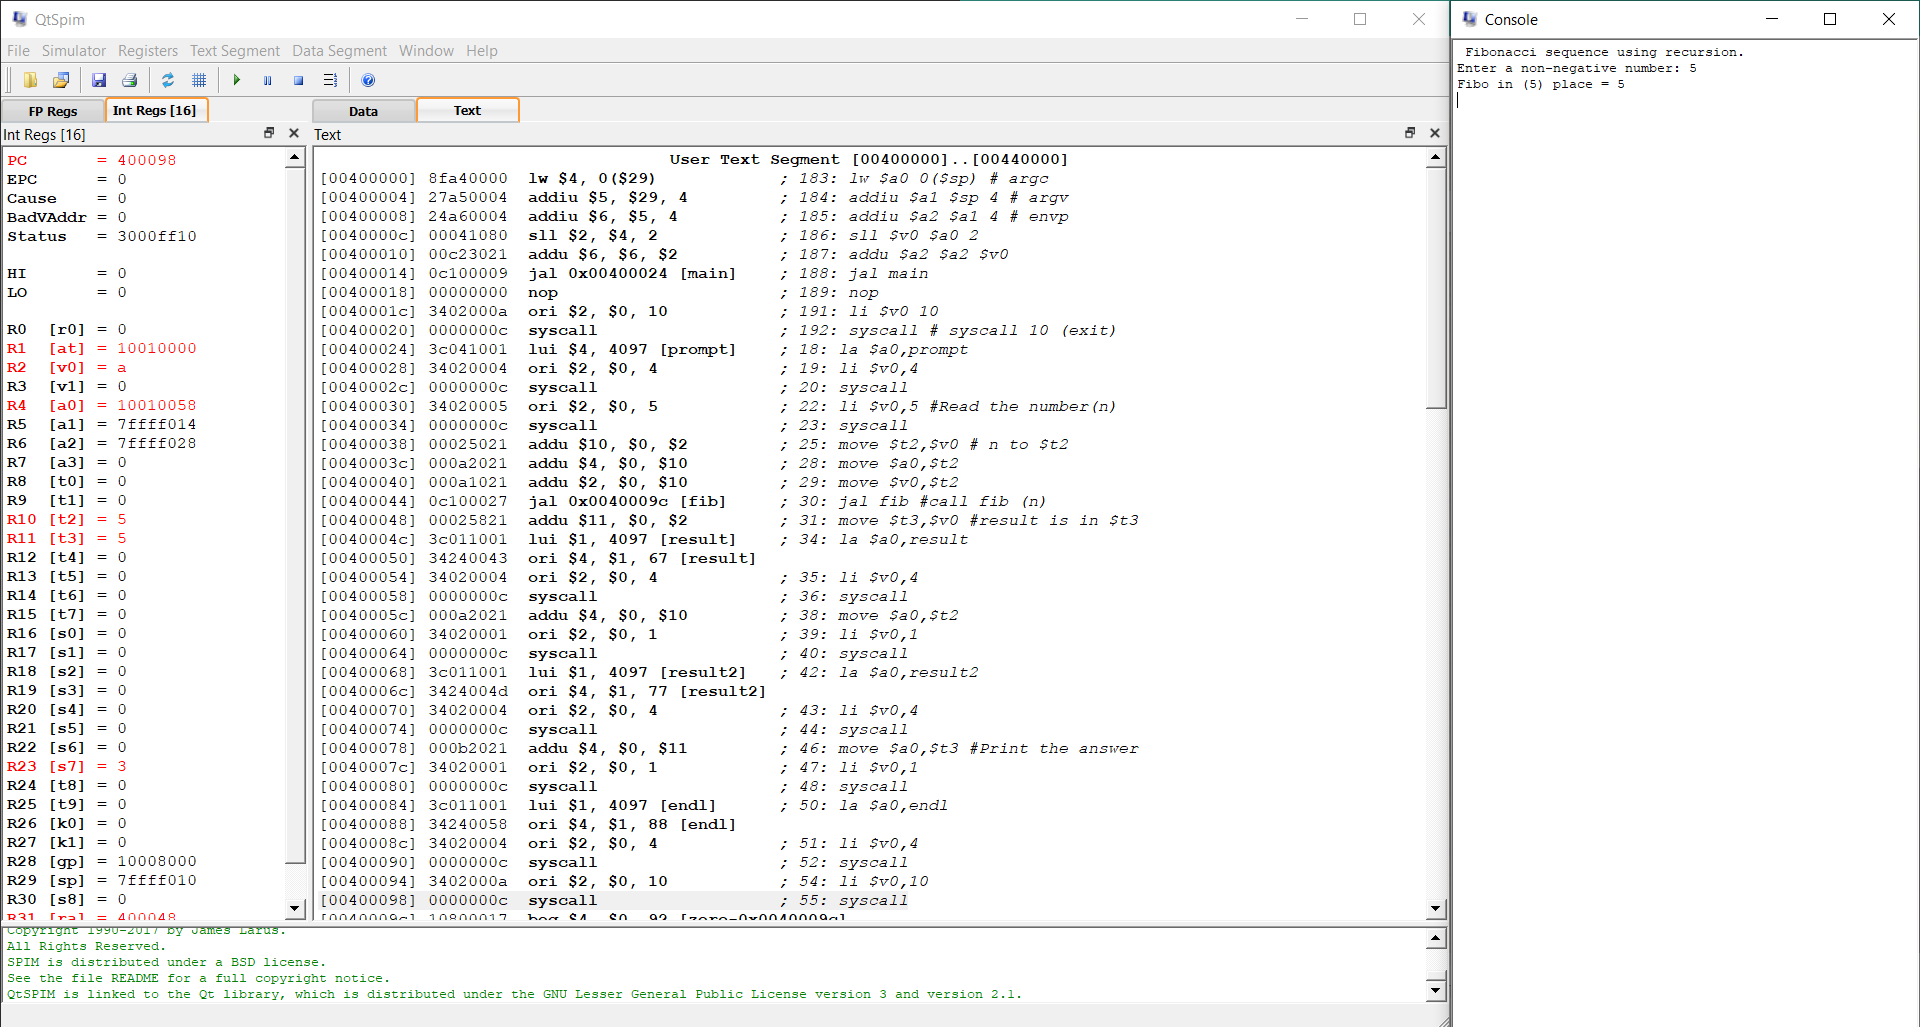 QtSpim
File Simulator Registers Text Segment Data Segment Window Help
FP Regs Int Regs [16]
Int Regs [16]
PC = 400098
EPC = 0
Cause = 0
BadVAddr = 0
Status = 3000ff10
HI = 0
LO = 0
R0 [r0] = 0
R1 [at] = 10010000
R2 [v0] = a
R3 [v1] = 0
R4 [a0] = 10010058
R5 [a1] = 7ffff014
R6 [a2] = 7ffff028
R7 [a3] = 0
R8 [t0] = 0
R9 [t1] = 0
R10 [t2] = 5
R11 [t3] = 5
R12 [t4] = 0
R13 [t5] = 0
R14 [t6] = 0
R15 [t7] = 0
R16 [s0] = 0
R17 [s1] = 0
R18 [s2] = 0
R19 [s3] = 0
R20 [s4] = 0
R21 [s5] = 0
R22 [s6] = 0
R23 [s7] = 3
R24 [t8] = 0
R25 [t9] = 0
R26 [k0] = 0
R27 [k1] = 0
R28 [gp] = 10008000
R29 [sp] = 7ffff010
R30 [s8] = 0
R31 [ra] = 400048
Data Text
Text
User Text Segment [00400000]..[00440000]
[00400000] 8fa40000 lw $4, 0($29) ; 183: lw $a0 0($sp) # argc
[00400004] 27a50004 addiu $5, $29, 4 ; 184: addiu $a1 $sp 4 # argv
[00400008] 24a60004 addiu $6, $5, 4 ; 185: addiu $a2 $a1 4 # envp
[0040000c] 00041080 sll $2, $4, 2 ; 186: sll $v0 $a0 2
[00400010] 00c23021 addu $6, $6, $2 ; 187: addu $a2 $a2 $v0
[00400014] 0c100009 jal 0x00400024 [main] ; 188: jal main
[00400018] 00000000 nop ; 189: nop
[0040001c] 3402000a ori $2, $0, 10 ; 191: li $v0 10
[00400020] 0000000c syscall ; 192: syscall # syscall 10 (exit)
[00400024] 3c041001 lui $4, 4097 [prompt] ; 18: la $a0,prompt
[00400028] 34020004 ori $2, $0, 4 ; 19: li $v0,4
[0040002c] 0000000c syscall ; 20: syscall
[00400030] 34020005 ori $2, $0, 5 ; 22: li $v0,5 #Read the number(n)
[00400034] 0000000c syscall ; 23: syscall
[00400038] 00025021 addu $10, $0, $2 ; 25: move $t2,$v0 # n to $t2
[0040003c] 000a2021 addu $4, $0, $10 ; 28: move $a0,$t2
[00400040] 000a1021 addu $2, $0, $10 ; 29: move $v0,$t2
[00400044] 0c100027 jal 0x0040009c [fib] ; 30: jal fib #call fib (n)
[00400048] 00025821 addu $11, $0, $2 ; 31: move $t3,$v0 #result is in $t3
[0040004c] 3c011001 lui $1, 4097 [result] ; 34: la $a0,result
[00400050] 34240043 ori $4, $1, 67 [result]
[00400054] 34020004 ori $2, $0, 4 ; 35: li $v0,4
[00400058] 0000000c syscall ; 36: syscall
[0040005c] 000a2021 addu $4, $0, $10 ; 38: move $a0,$t2
[00400060] 34020001 ori $2, $0, 1 ; 39: li $v0,1
[00400064] 0000000c syscall ; 40: syscall
[00400068] 3c011001 lui $1, 4097 [result2] ; 42: la $a0,result2
[0040006c] 3424004d ori $4, $1, 77 [result2]
[00400070] 34020004 ori $2, $0, 4 ; 43: li $v0,4
[00400074] 0000000c syscall ; 44: syscall
[00400078] 000b2021 addu $4, $0, $11 ; 46: move $a0,$t3 #Print the answer
[0040007c] 34020001 ori $2, $0, 1 ; 47: li $v0,1
[00400080] 0000000c syscall ; 48: syscall
[00400084] 3c011001 lui $1, 4097 [endl] ; 50: la $a0,endl
[00400088] 34240058 ori $4, $1, 88 [endl]
[0040008c] 34020004 ori $2, $0, 4 ; 51: li $v0,4
[00400090] 0000000c syscall ; 52: syscall
[00400094] 3402000a ori $2, $0, 10 ; 54: li $v0,10
[00400098] 0000000c syscall ; 55: syscall
[0040009c] 10800017 beq $4, $0, 92 [zero-0x0040009c]
Copyright 1990-2017 by James Larus.
All Rights Reserved.
SPIM is distributed under a BSD license.
See the file README for a full copyright notice.
QtSPIM is linked to the Qt library, which is distributed under the GNU Lesser General Public License version 3 and version 2.1.
Console
Fibonacci sequence using recursion.
Enter a non-negative number: 5
Fibo in (5) place = 5